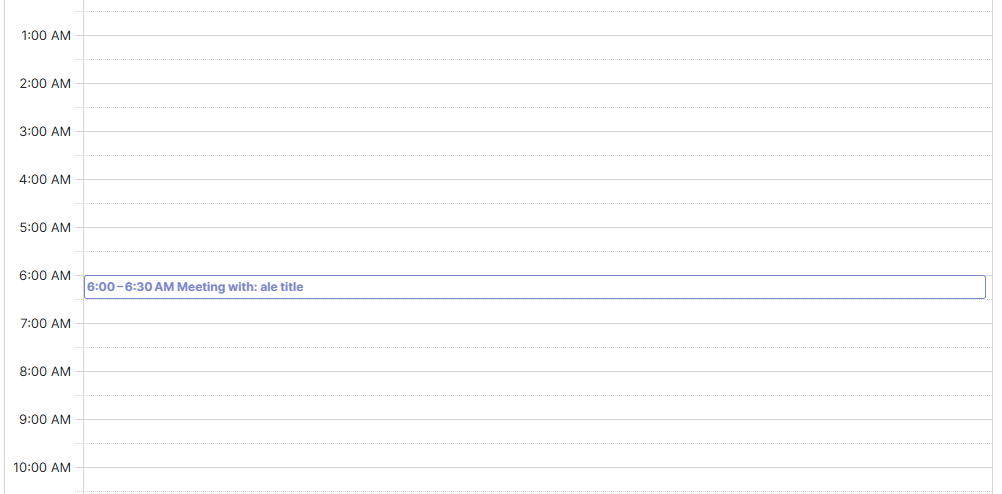 1:00 AM
2:00 AM
3:00 AM
4:00 AM
5:00 AM
6:00 AM
6:00 – 6:30 AM Meeting with: ale title
7:00 AM
8:00 AM
9:00 AM
10:00 AM